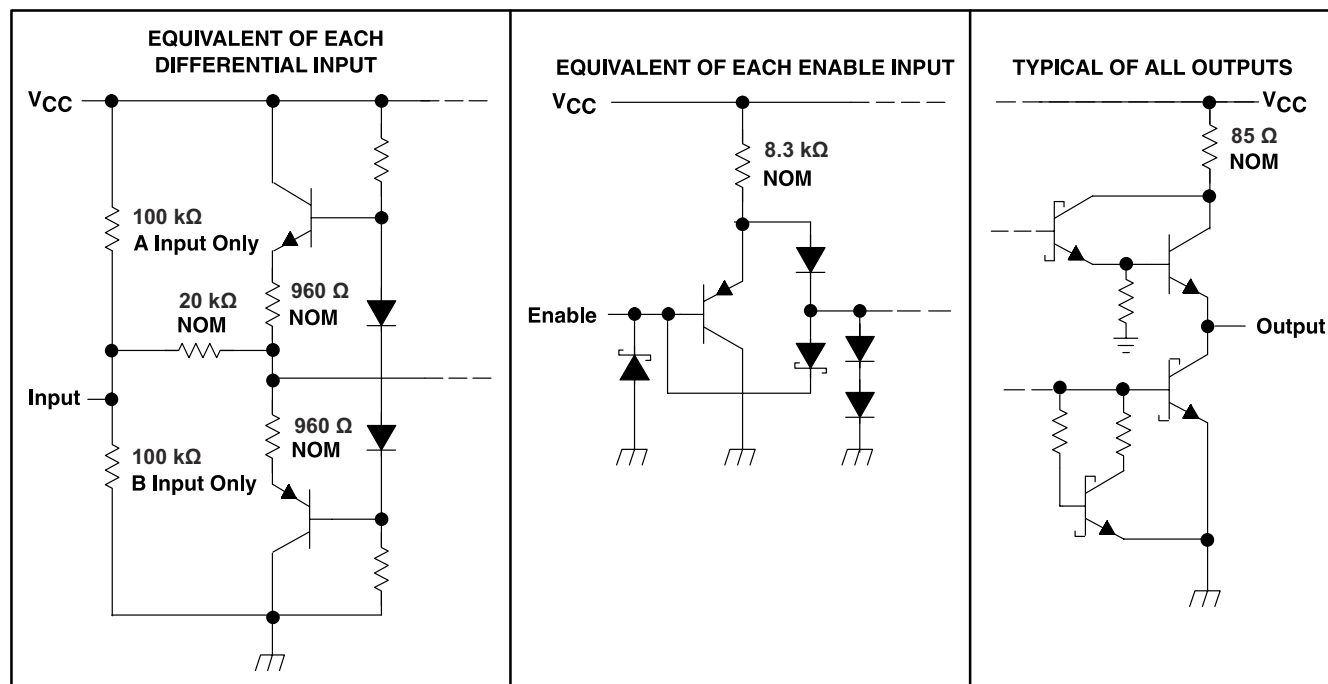 EQUIVALENT OF EACH
DIFFERENTIAL INPUT
VCC
100 kΩ
A Input Only
20 kΩ
NOM
960 Ω
NOM
Input
960 Ω
NOM
100 kΩ
B Input Only
EQUIVALENT OF EACH ENABLE INPUT
VCC
8.3 kΩ
NOM
Enable
TYPICAL OF ALL OUTPUTS
VCC
85 Ω
NOM
Output